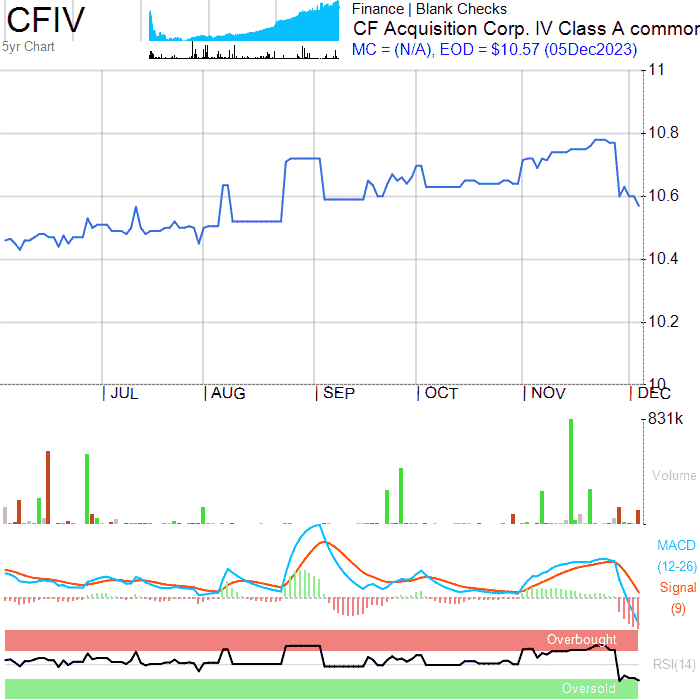 CFIV
5yr Chart
Finance | Blank Checks
CF Acquisition Corp. IV Class A common
MC = (N/A), EOD = $10.57 (05Dec2023)
11
10.8
10.6
10.4
10.2
10
| JUL | AUG | SEP | OCT | NOV | DEC
831k
Volume
MACD
(12-26)
Signal
(9)
Overbought
RSI(14)
Oversold